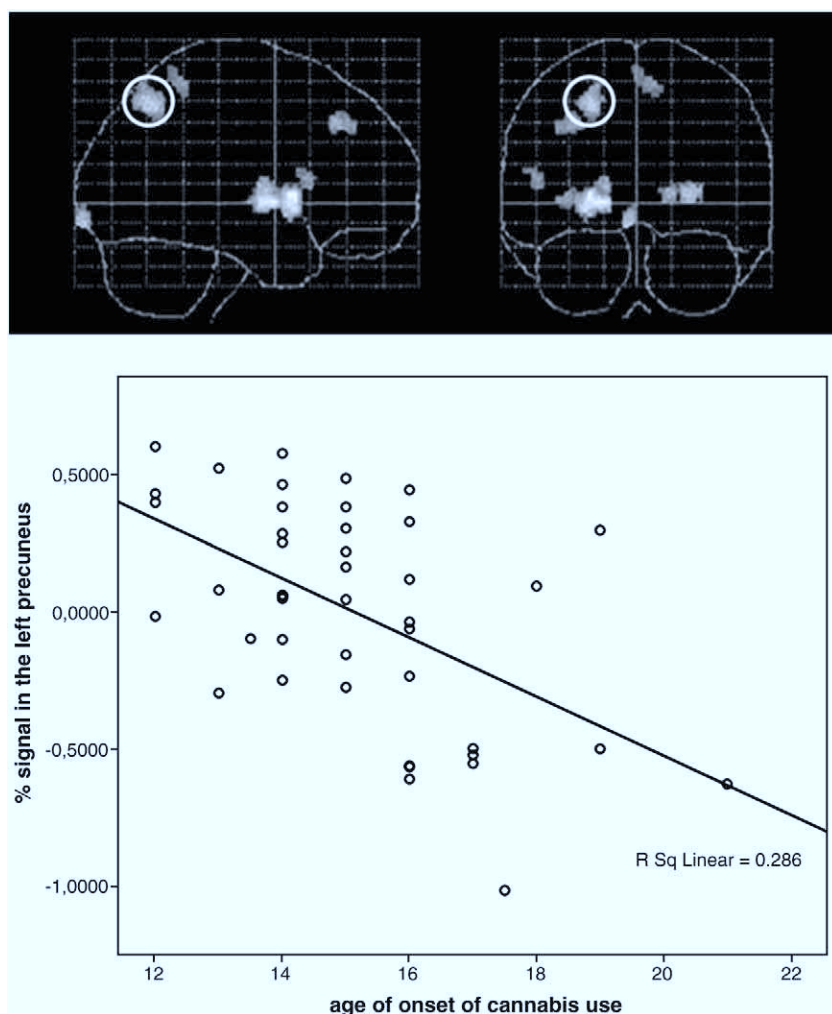 % signal in the left precuneus
0,5000
0,0000
-0,5000
-1,0000
R Sq Linear = 0.286
12 14 16 18 20 22
age of onset of cannabis use